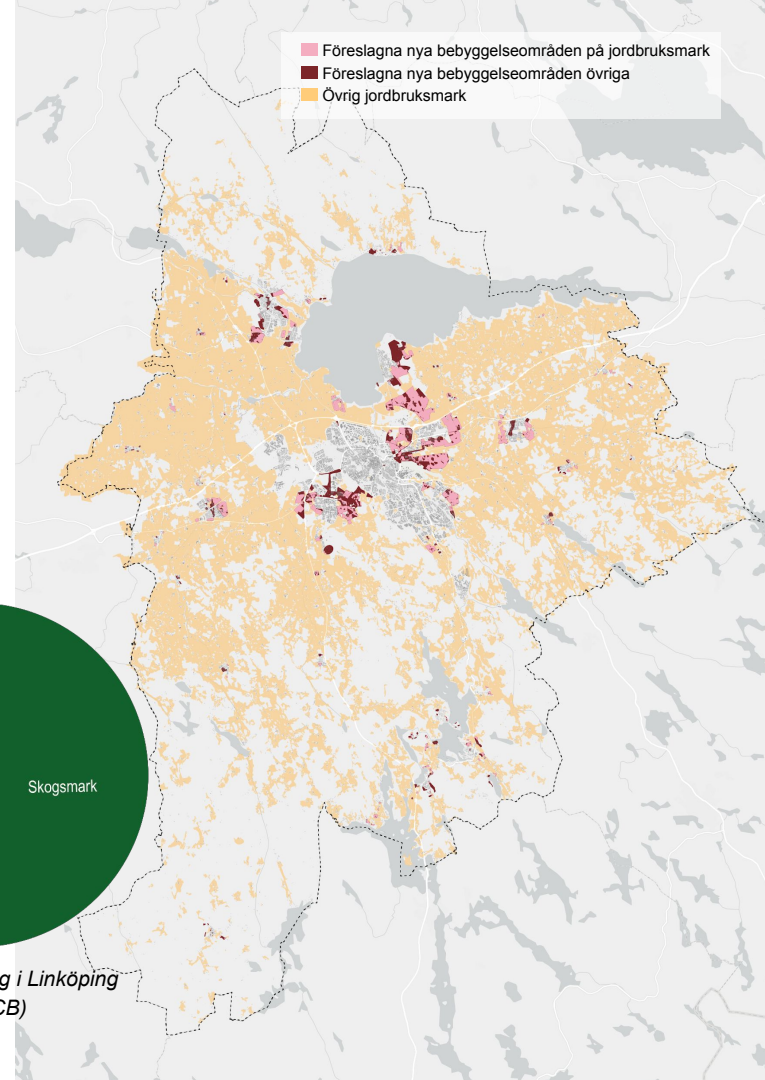 Föreslagna nya bebyggelseområden på jordbruksmark
Föreslagna nya bebyggelseområden övriga
Övrig jordbruksmark
Skogsmark
g i Linköping
CB)